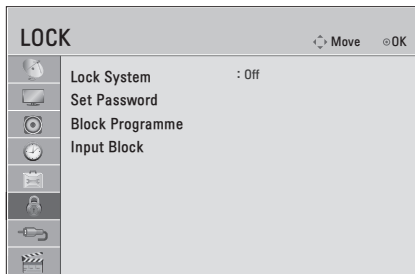 LOCK
Move OK
Lock System : Off
Set Password
Block Programme
Input Block